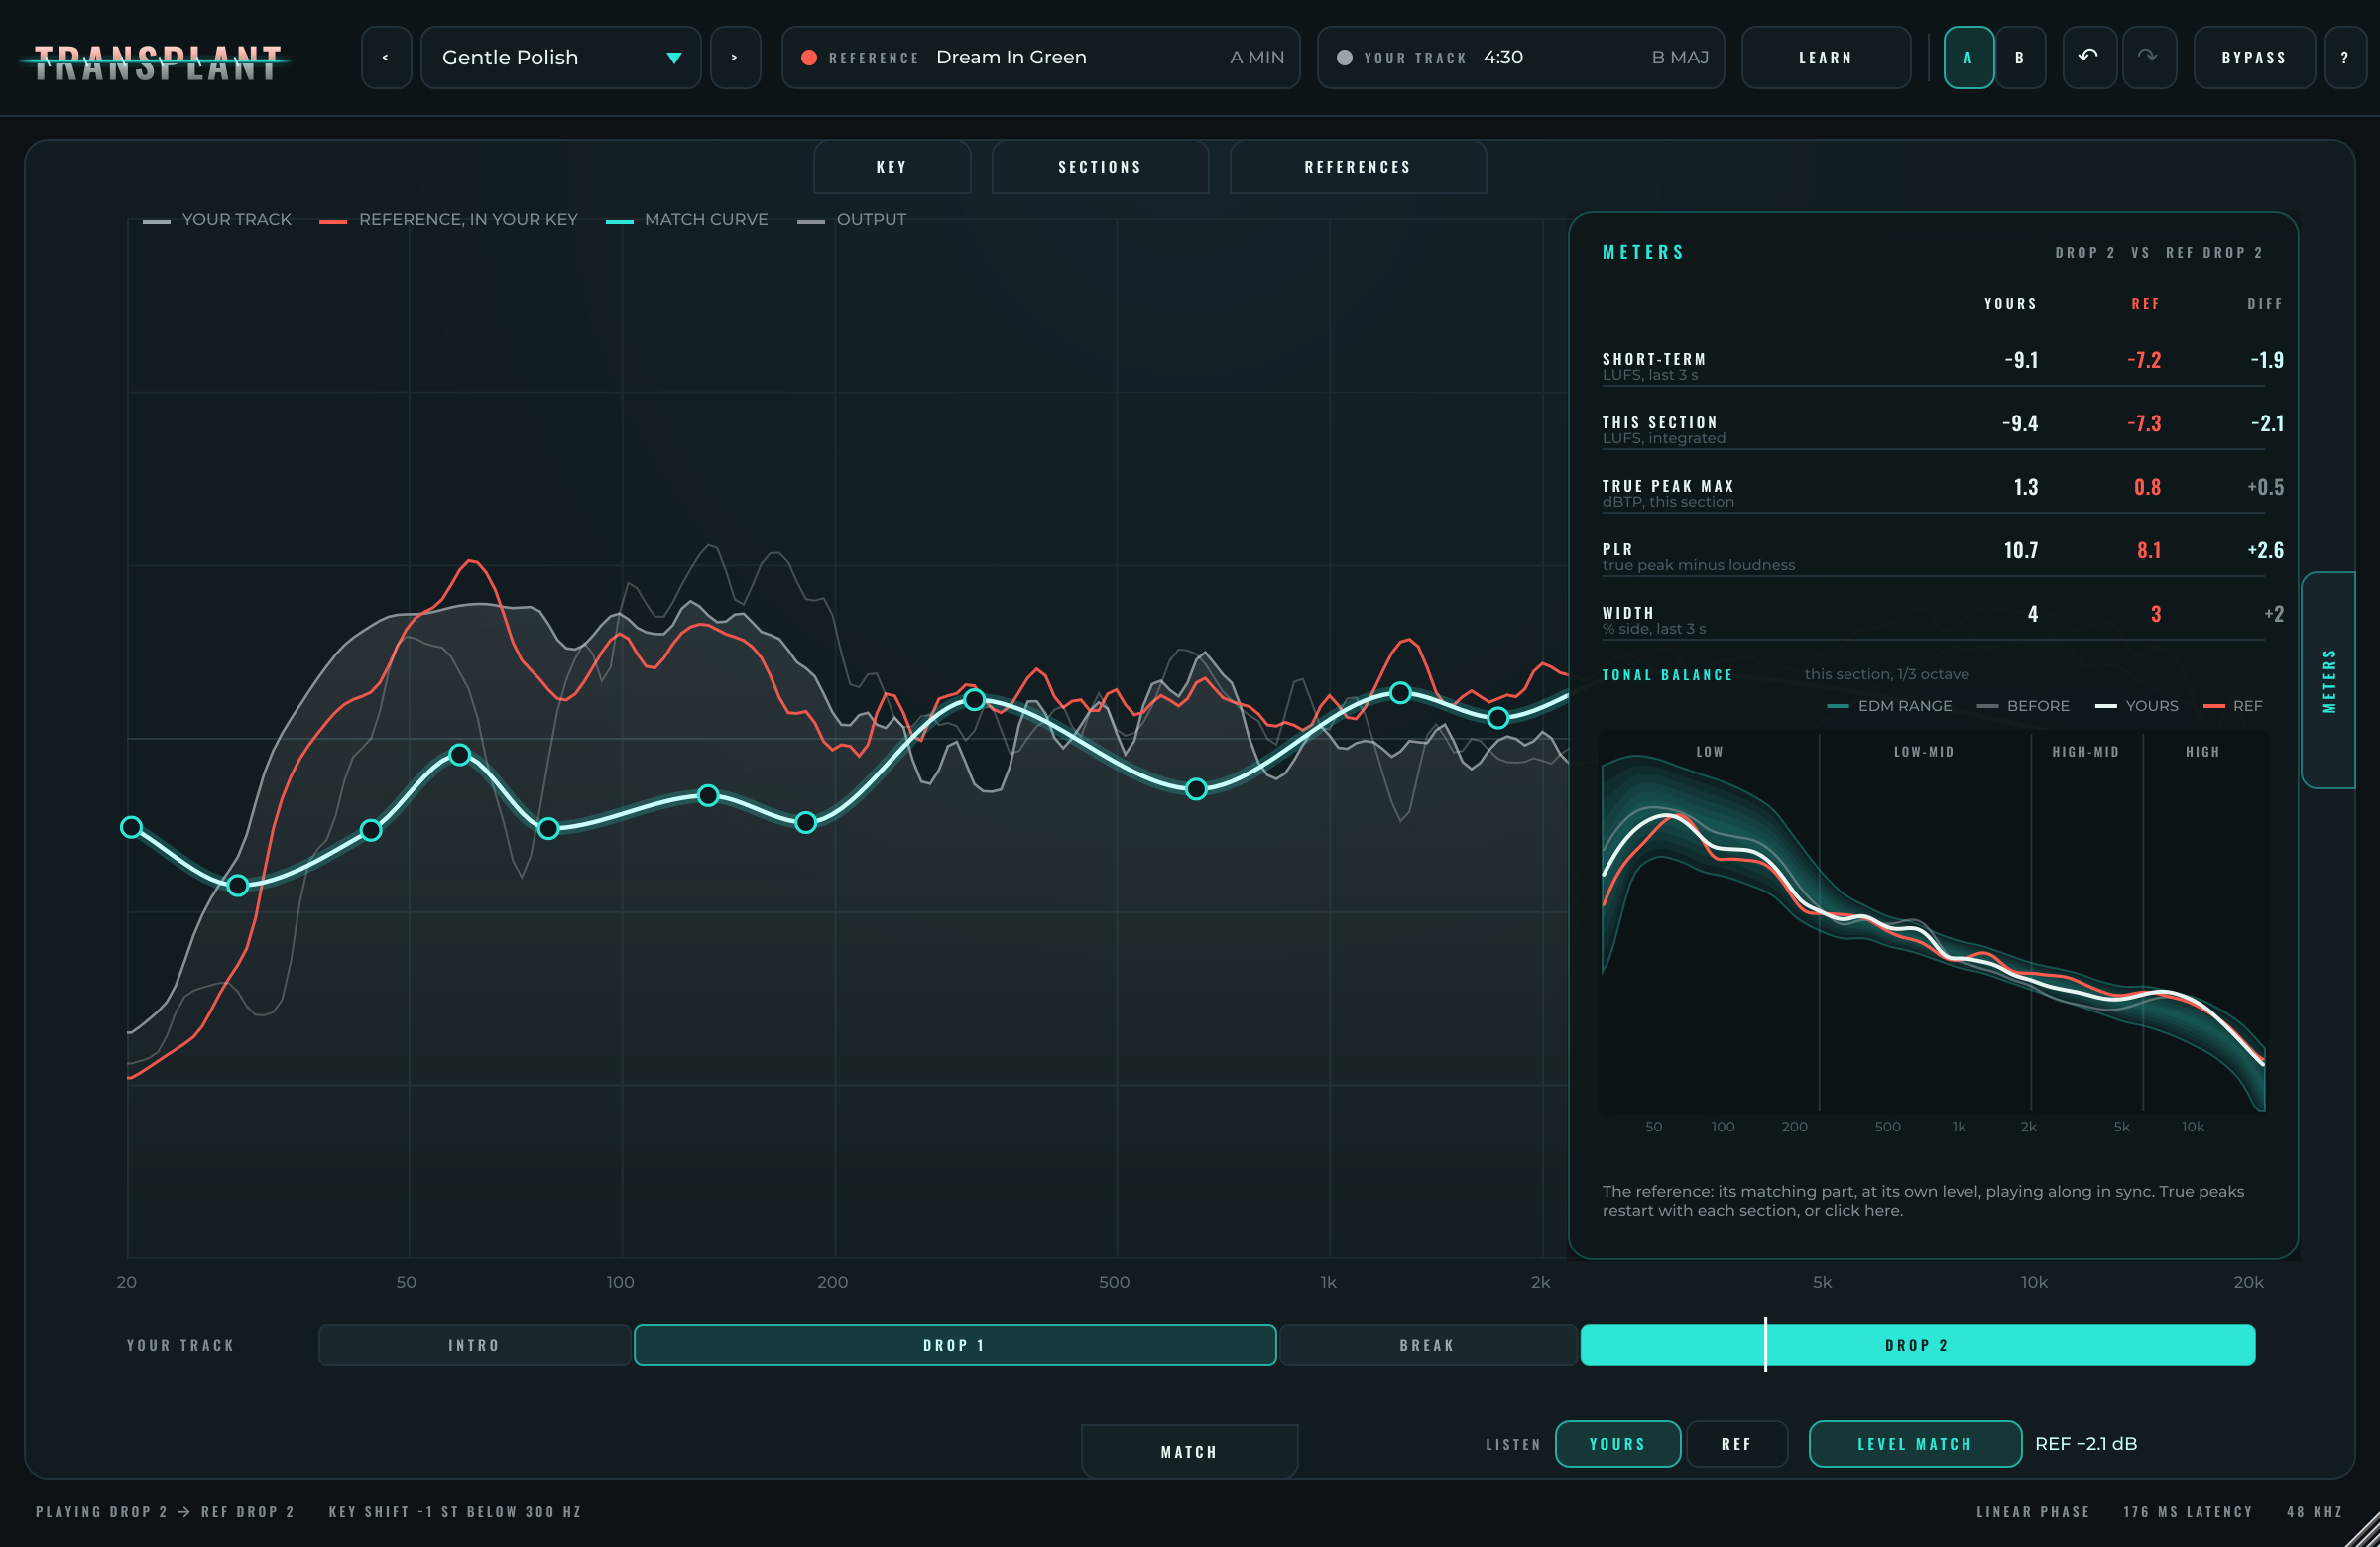 TRANSPLANT
< Gentle Polish > REFERENCE Dream In Green A MIN YOUR TRACK 4:30 B MAJ LEARN A B ↶ ↷ BYPASS ?
KEY SECTIONS REFERENCES
YOUR TRACK REFERENCE, IN YOUR KEY MATCH CURVE OUTPUT
METERS DROP 2 VS REF DROP 2
YOURS REF DIFF
SHORT-TERM −9.1 −7.2 −1.9
LUFS, last 3 s
THIS SECTION −9.4 −7.3 −2.1
LUFS, integrated
TRUE PEAK MAX 1.3 0.8 +0.5
dBTP, this section
PLR 10.7 8.1 +2.6
true peak minus loudness
WIDTH 4 3 +2
% side, last 3 s
TONAL BALANCE this section, 1/3 octave
EDM RANGE BEFORE YOURS REF
LOW LOW-MID HIGH-MID HIGH
50 100 200 500 1k 2k 5k 10k
The reference: its matching part, at its own level, playing along in sync. True peaks
restart with each section, or click here.
METERS
20 50 100 200 500 1k 2k 5k 10k 20k
YOUR TRACK INTRO DROP 1 BREAK DROP 2
MATCH LISTEN YOURS REF LEVEL MATCH REF −2.1 dB
PLAYING DROP 2 → REF DROP 2 KEY SHIFT −1 ST BELOW 300 HZ LINEAR PHASE 176 MS LATENCY 48 KHZ